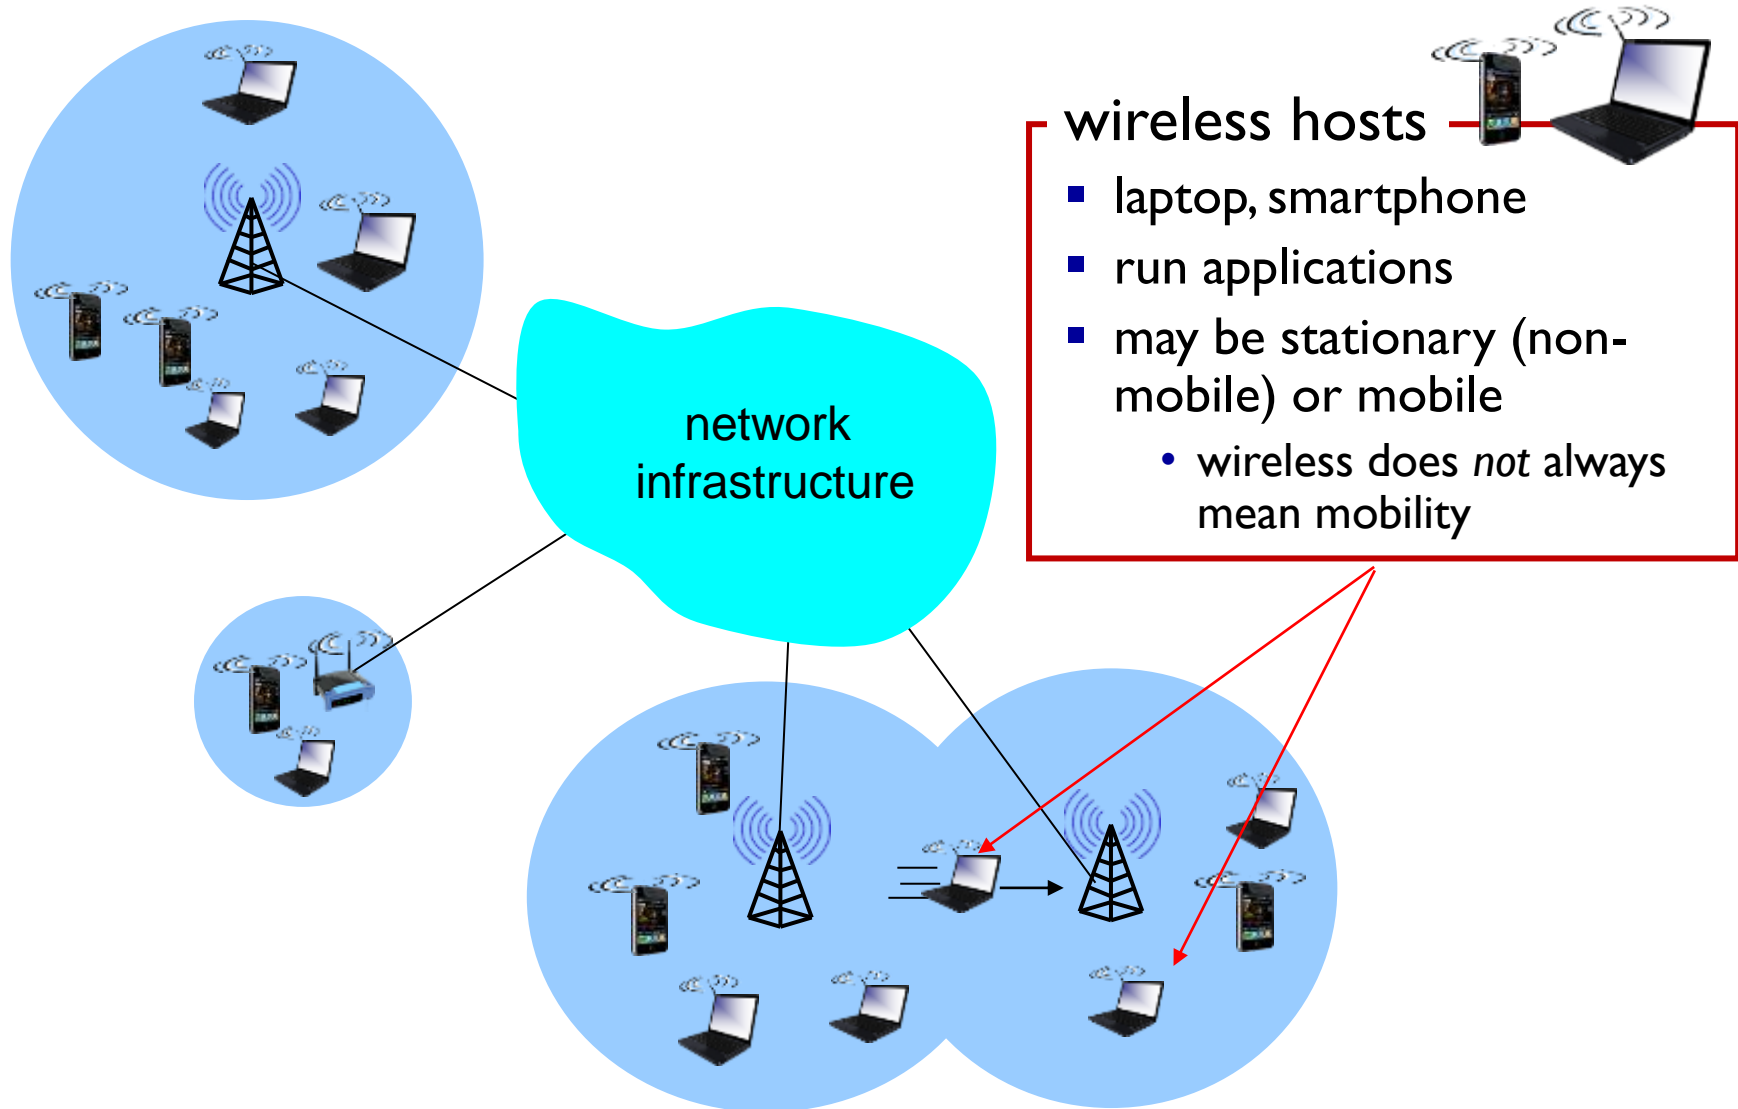 wireless hosts
laptop, smartphone
run applications
may be stationary (non-
mobile) or mobile
wireless does not always
mean mobility
network
infrastructure